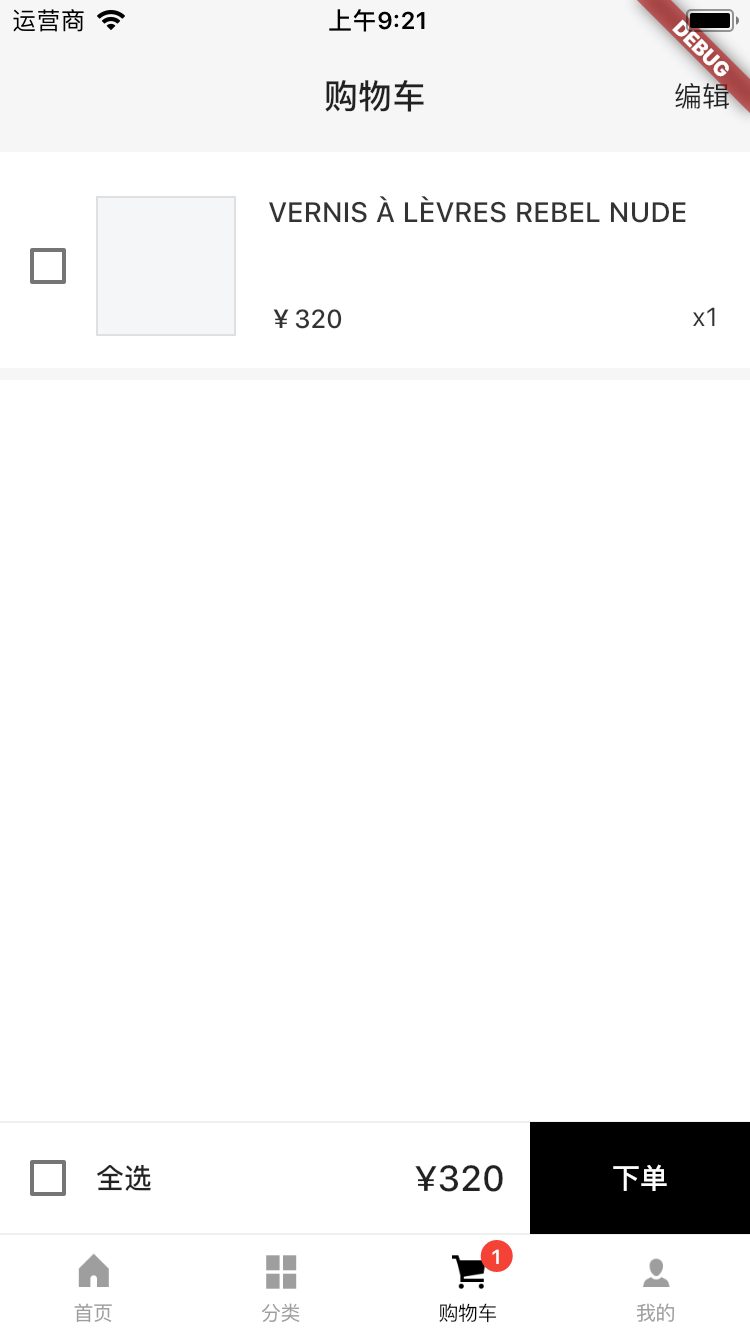 运营商 上午9:21
DEBUG
购物车 编辑
VERNIS À LÈVRES REBEL NUDE
¥ 320 x1
全选 ¥320 下单
1
首页 分类 购物车 我的